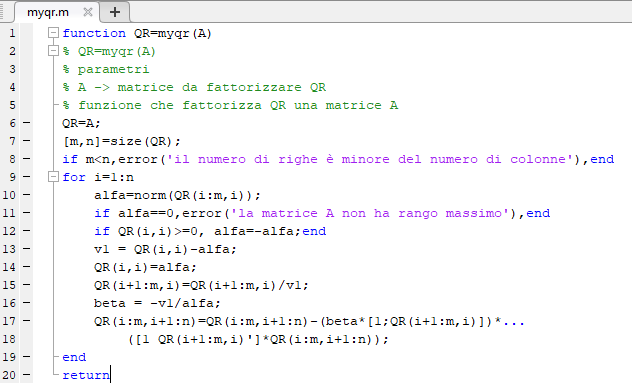 myqr.m
1 function QR=myqr(A)
2 % QR=myqr(A)
3 % parametri
4 % A -> matrice da fattorizzare QR
5 % funzione che fattorizza QR una matrice A
6 QR=A;
7 [m,n]=size(QR);
8 if m<n,error('il numero di righe è minore del numero di colonne'),end
9 for i=1:n
10 alfa=norm(QR(i:m,i));
11 if alfa==0,error('la matrice A non ha rango massimo'),end
12 if QR(i,i)>=0, alfa=-alfa;end
13 v1 = QR(i,i)-alfa;
14 QR(i,i)=alfa;
15 QR(i+1:m,i)=QR(i+1:m,i)/v1;
16 beta = -v1/alfa;
17 QR(i:m,i+1:n)=QR(i:m,i+1:n)-(beta*[1;QR(i+1:m,i)])*...
18 ([1 QR(i+1:m,i)']*QR(i:m,i+1:n));
19 end
20 return